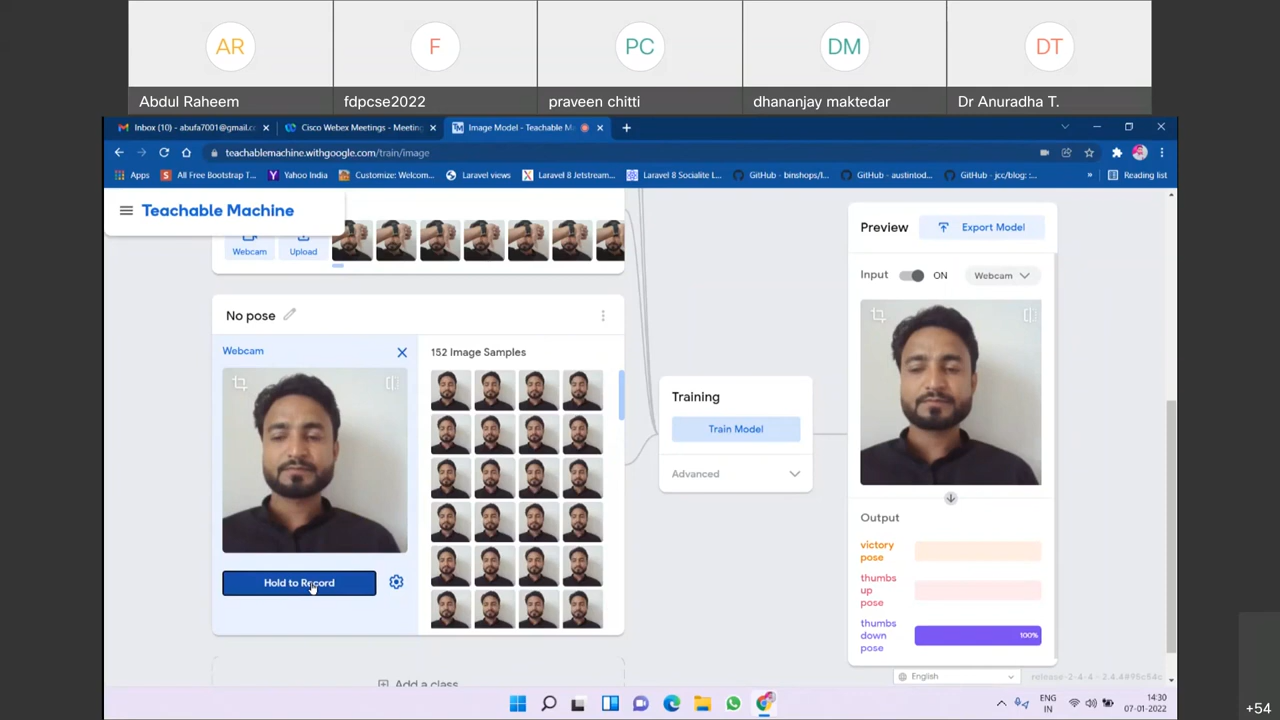 AR
F
PC
DM
DT
Abdul Raheem
fdpcse2022
praveen chitti
dhananjay maktedar
Dr Anuradha T.
Inbox (10) - abufa7001@gmail.c
Cisco Webex Meetings - Meeting
Image Model - Teachable M
teachablemachine.withgoogle.com/train/image
Apps
All Free Bootstrap T...
Yahoo India
Customize: Welcom...
Laravel views
Laravel 8 Jetstream...
Laravel 8 Socialite L...
GitHub - binshops/l...
GitHub - austintod...
GitHub - jcc/blog: :...
»
Reading list
Teachable Machine
Webcam
Upload
No pose
Webcam
152 Image Samples
Hold to Record
Add a class
Training
Train Model
Advanced
Preview
Export Model
Input
ON
Webcam
Output
victory
pose
thumbs
up
pose
thumbs
down
pose
100%
English
ENG
IN
14:30
07-01-2022
+54